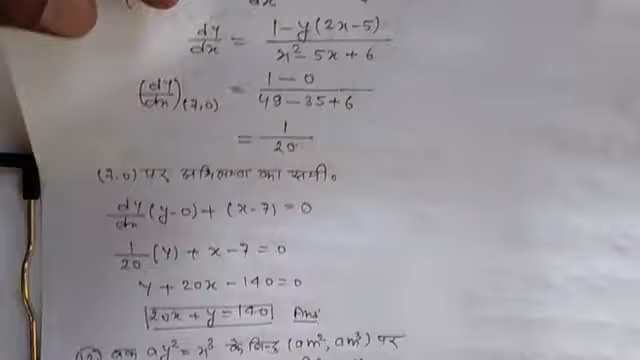 dy/dx = 1-y(2x-5) / x²-5x+6
(dy/dx)(7,0) = 1-0 / 49-35+6
= 1/20
(7,0) पर अभिलम्ब का समी॰
dy/dx (y-0) + (x-7) = 0
1/20 (y) + x-7 = 0
y + 20x - 140 = 0
20x + y = 140 Ans
वक्र ay² = x³ के बिन्दु (am², am³) पर